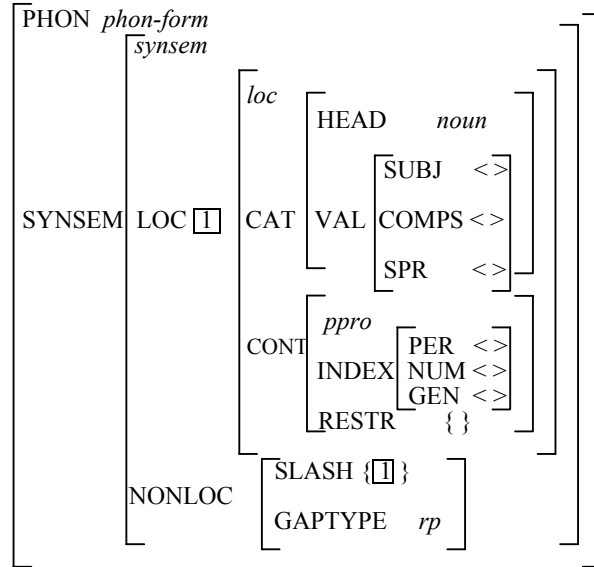 PHON phon-form
synsem
loc
HEAD noun
SUBJ < >
SYNSEM LOC 1 CAT VAL COMPS < >
SPR < >
ppro
CONT PER < >
INDEX NUM < >
GEN < >
RESTR { }
SLASH { 1 }
NONLOC
GAPTYPE rp